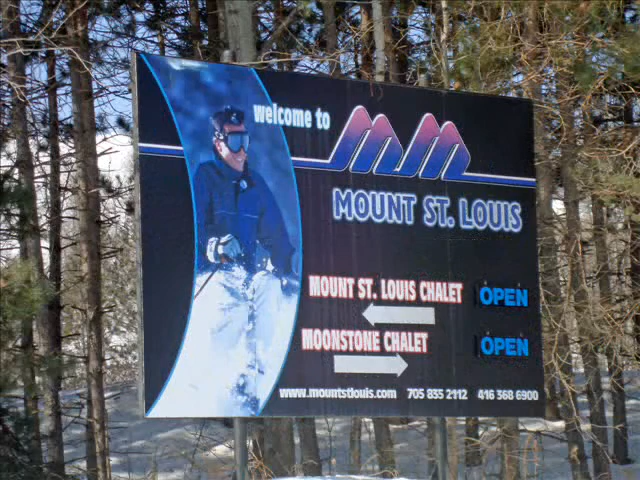 welcome to
MM
MOUNT ST. LOUIS
MOUNT ST. LOUIS CHALET OPEN
MOONSTONE CHALET OPEN
www.mountstlouis.com 705 835 2112 416 368 6900